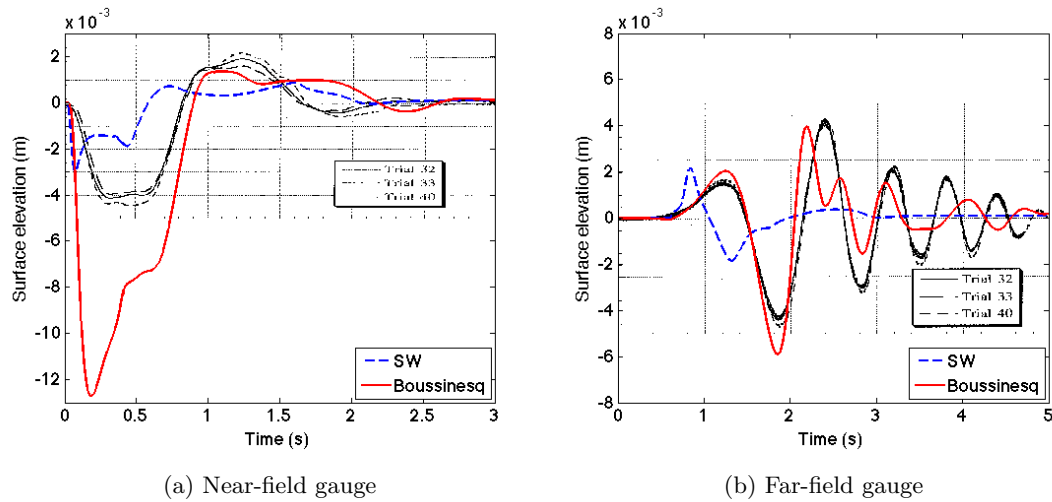 x 10⁻³
2
0
-2
-4
-6
-8
-10
-12
Surface elevation (m)
Trial 32
Trial 33
Trial 40
SW
Boussinesq
0 0.5 1 1.5 2 2.5 3
Time (s)
(a) Near-field gauge
x 10⁻³
8
6
4
2
0
-2
-4
-6
-8
Surface elevation (m)
Trial 32
Trial 33
Trial 40
SW
Boussinesq
0 1 2 3 4 5
Time (s)
(b) Far-field gauge